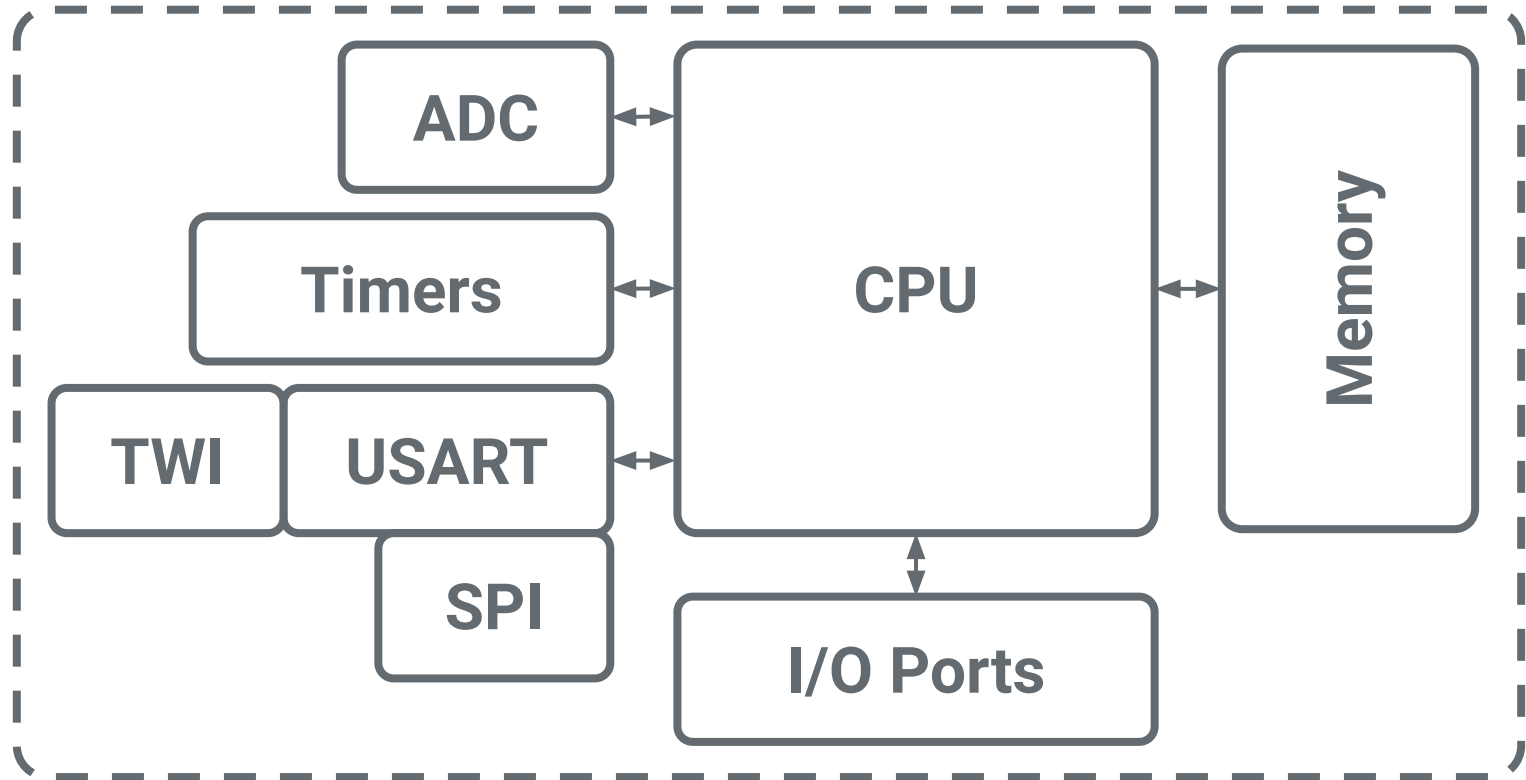 ADC
Timers
CPU
Memory
TWI
USART
SPI
I/O Ports